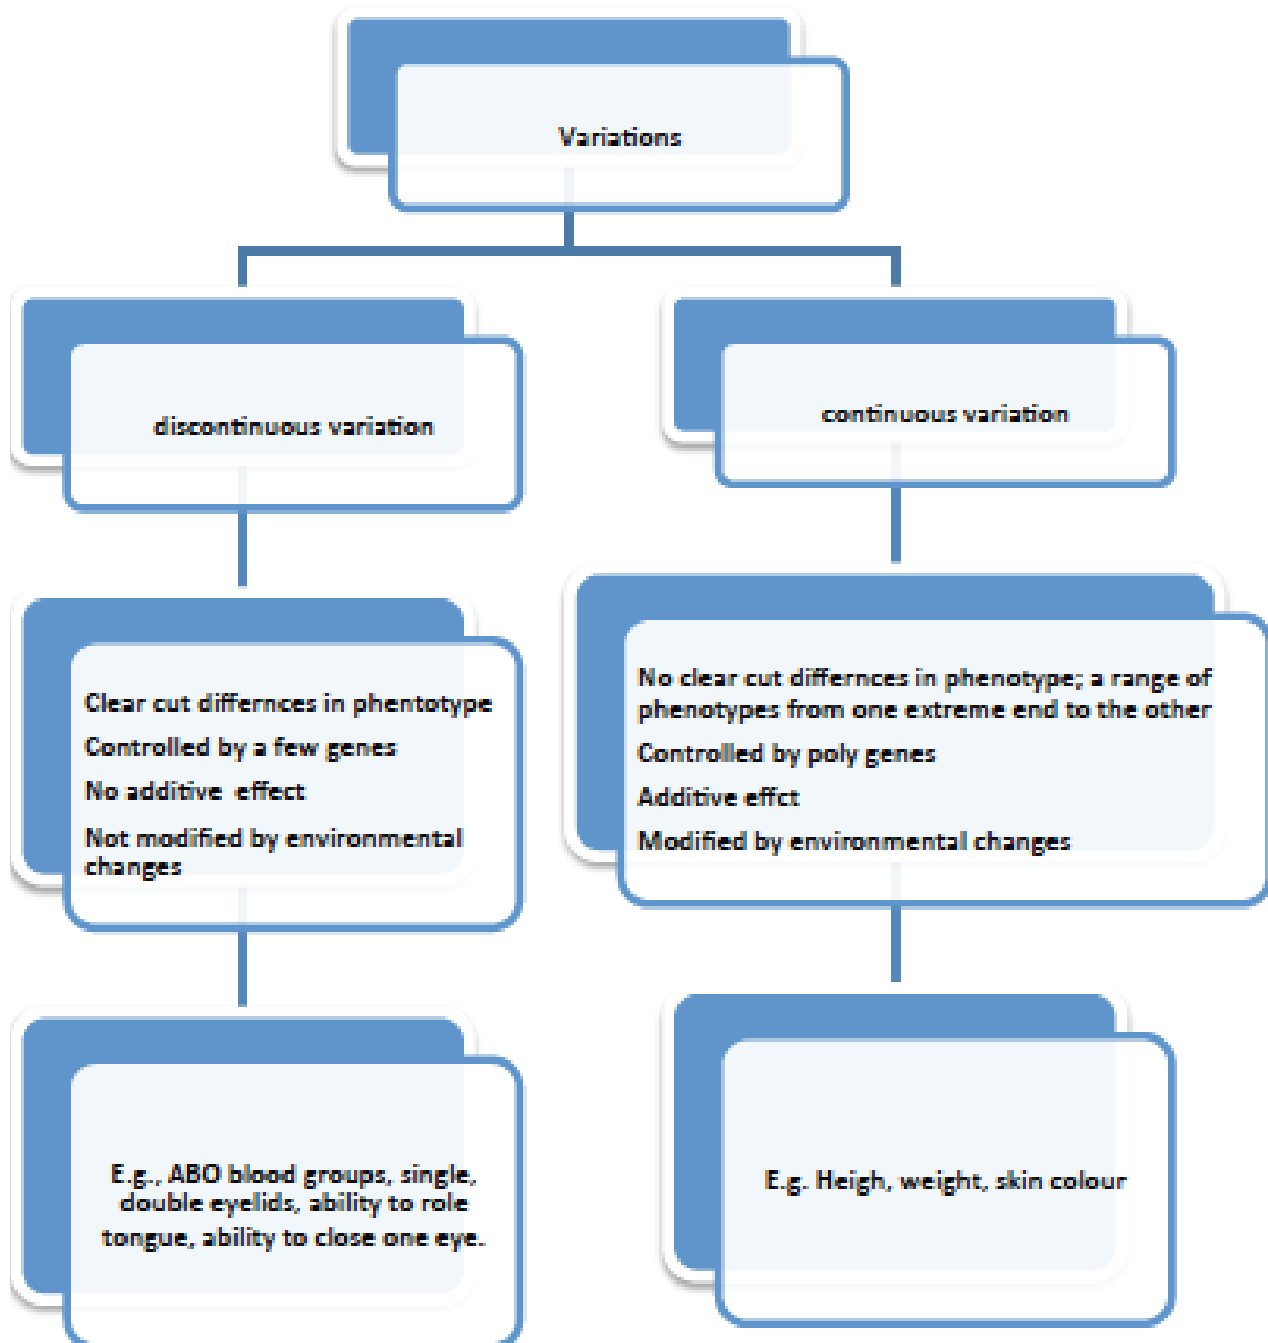 Variations
discontinuous variation
continuous variation
Clear cut differnces in phentotype
Controlled by a few genes
No additive effect
Not modified by environmental
changes
No clear cut differnces in phenotype; a range of
phenotypes from one extreme end to the other
Controlled by poly genes
Additive effct
Modified by environmental changes
E.g., ABO blood groups, single,
double eyelids, ability to role
tongue, ability to close one eye.
E.g. Heigh, weight, skin colour